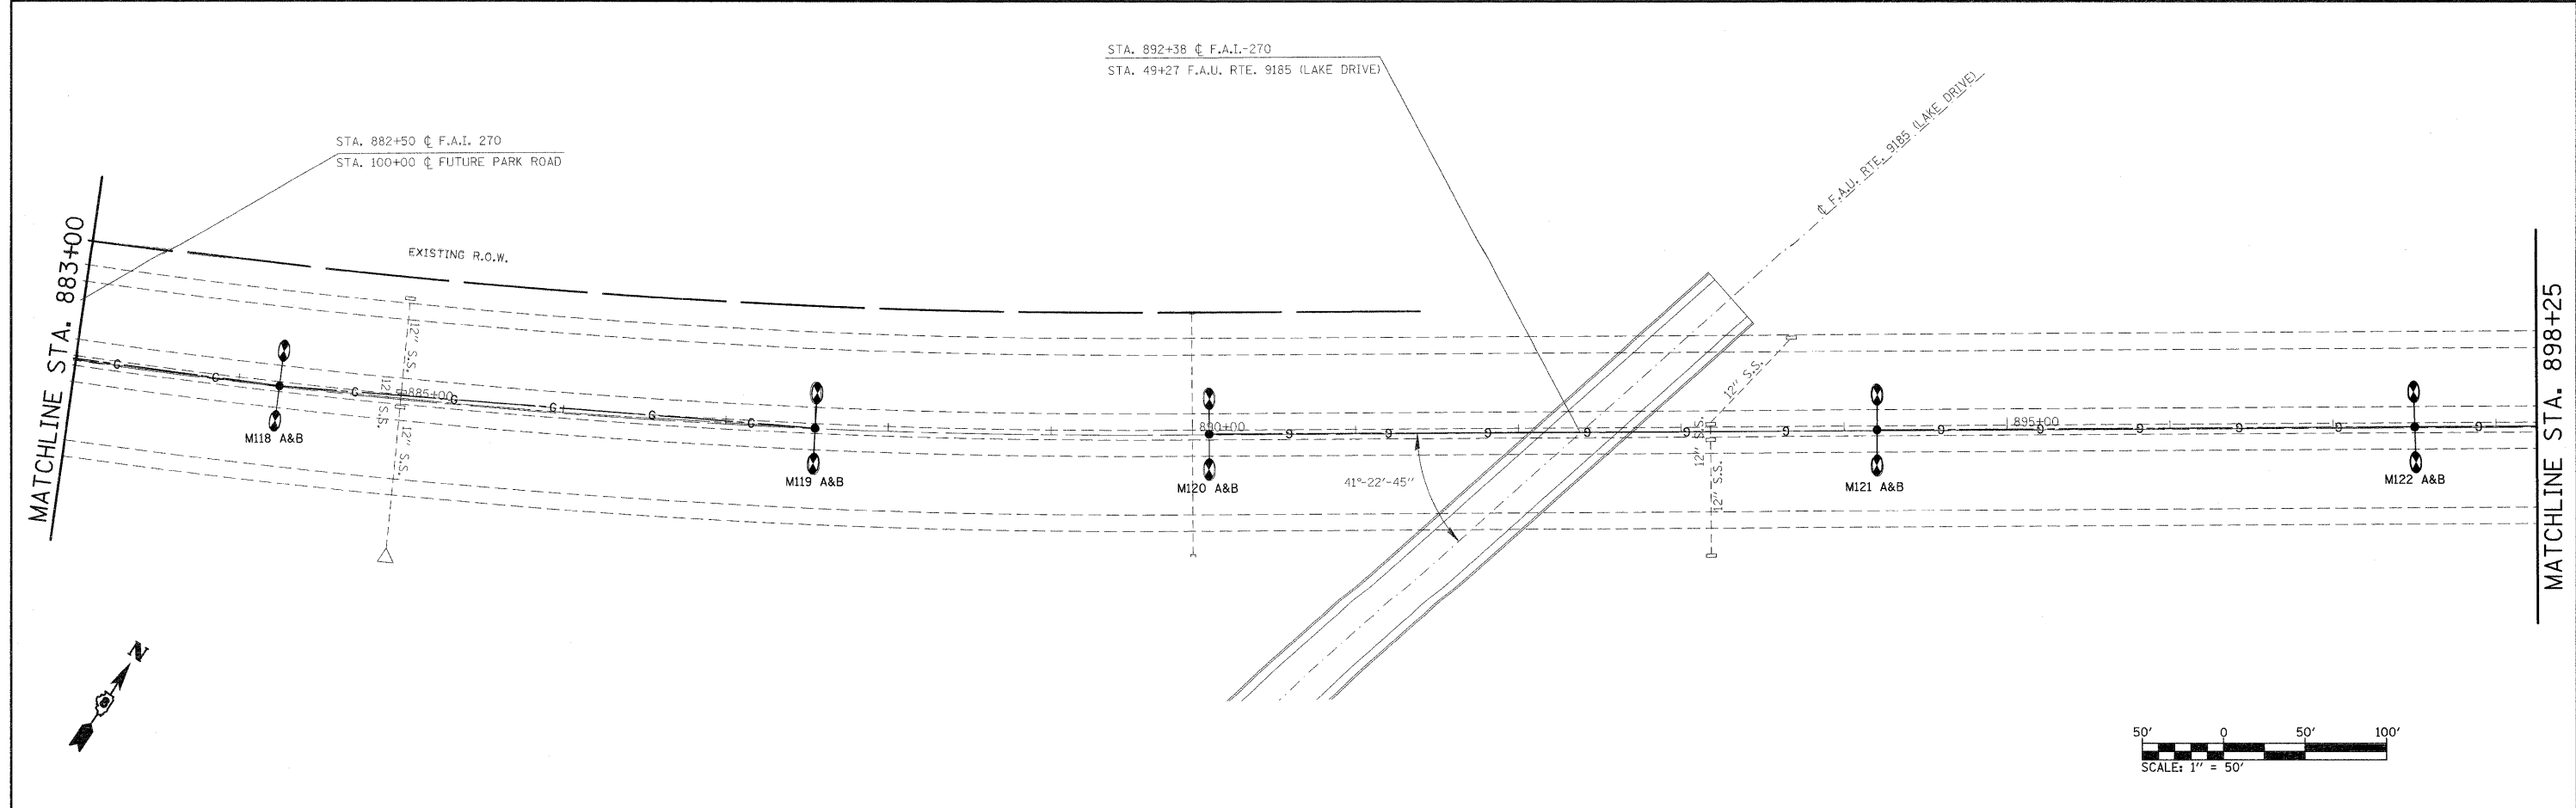 STA. 892+38 ℄ F.A.I.-270
STA. 49+27 F.A.U. RTE. 9185 (LAKE DRIVE)
℄ F.A.U. RTE. 9185 (LAKE DRIVE)
STA. 882+50 ℄ F.A.I. 270
STA. 100+00 ℄ FUTURE PARK ROAD
MATCHLINE STA. 883+00
EXISTING R.O.W.
12" S.S.
12" S.S.
12" S.S.
885+00
G
G
G
G
G
G
G
M118 A&B
M119 A&B
890+00
M120 A&B
41°-22'-45"
G
G
G
G
G
G
12" S.S.
12" S.S.
12" S.S.
M121 A&B
895+00
G
G
G
G
G
G
M122 A&B
MATCHLINE STA. 898+25
N
50' 0 50' 100'
SCALE: 1" = 50'